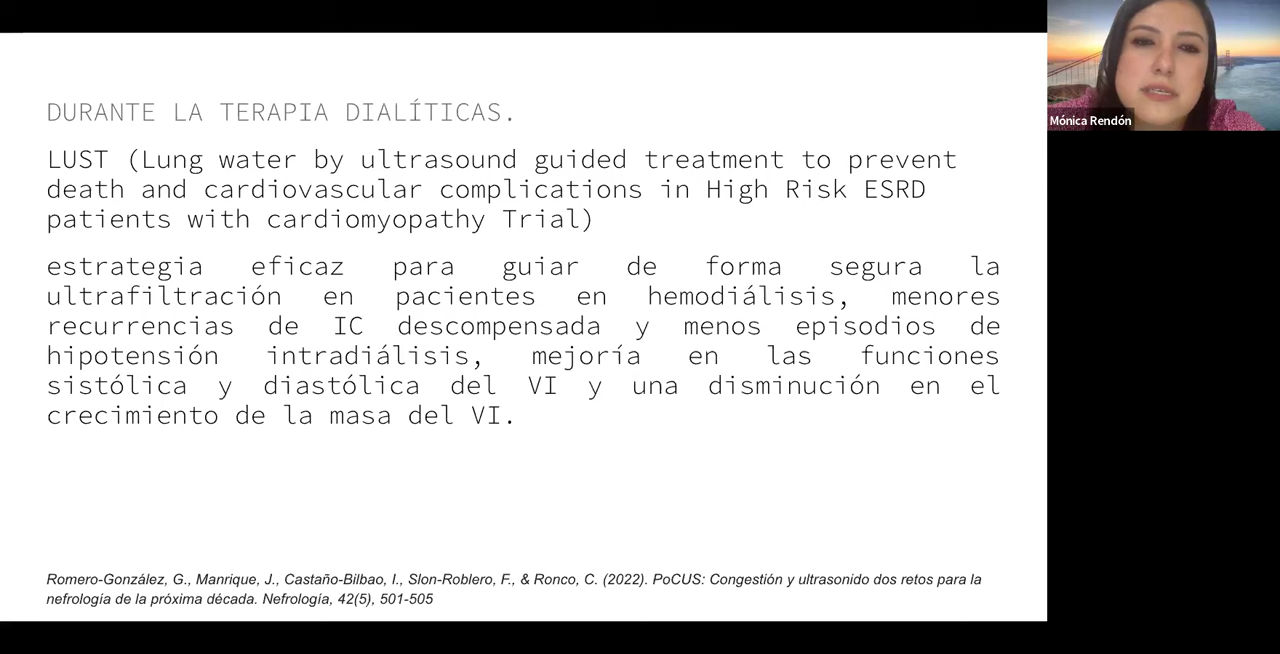 DURANTE LA TERAPIA DIALÍTICAS.
LUST (Lung water by ultrasound guided treatment to prevent
death and cardiovascular complications in High Risk ESRD
patients with cardiomyopathy Trial)
estrategia eficaz para guiar de forma segura la
ultrafiltración en pacientes en hemodiálisis, menores
recurrencias de IC descompensada y menos episodios de
hipotensión intradiálisis, mejoría en las funciones
sistólica y diastólica del VI y una disminución en el
crecimiento de la masa del VI.
Romero-González, G., Manrique, J., Castaño-Bilbao, I., Slon-Roblero, F., & Ronco, C. (2022). PoCUS: Congestión y ultrasonido dos retos para la
nefrología de la próxima década. Nefrología, 42(5), 501-505
Mónica Rendón